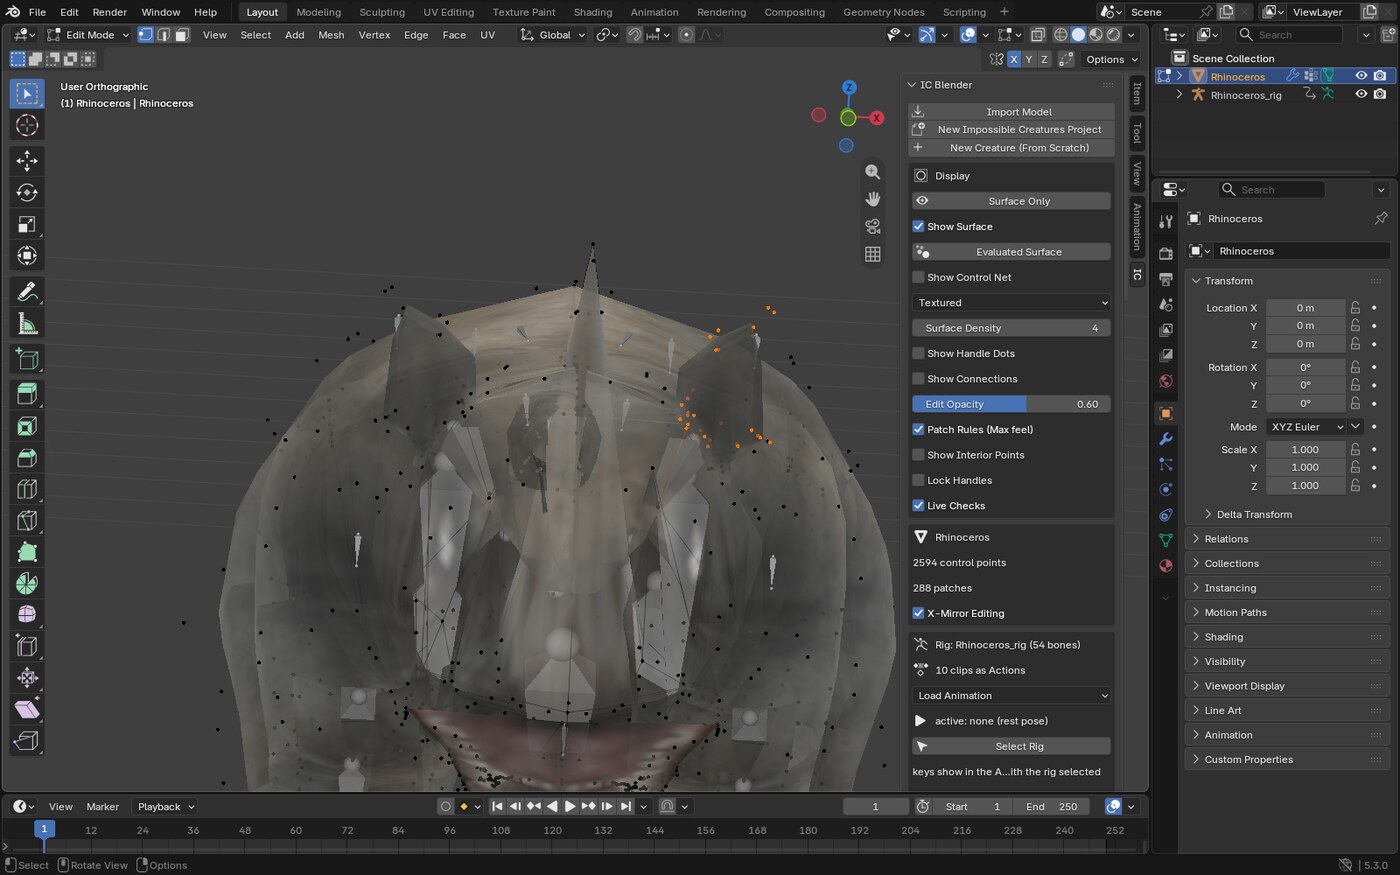 File Edit Render Window Help Layout Modeling Sculpting UV Editing Texture Paint Shading Animation Rendering Compositing Geometry Nodes Scripting + Scene ViewLayer
Edit Mode View Select Add Mesh Vertex Edge Face UV Global Search
X Y Z Options
User Orthographic
(1) Rhinoceros | Rhinoceros
Z
X
IC Blender
Import Model
New Impossible Creatures Project
New Creature (From Scratch)
Display
Surface Only
Show Surface
Evaluated Surface
Show Control Net
Textured
Surface Density 4
Show Handle Dots
Show Connections
Edit Opacity 0.60
Patch Rules (Max feel)
Show Interior Points
Lock Handles
Live Checks
Rhinoceros
2594 control points
288 patches
X-Mirror Editing
Rig: Rhinoceros_rig (54 bones)
10 clips as Actions
Load Animation
active: none (rest pose)
Select Rig
keys show in the A...ith the rig selected
Item
Tool
View
Animation
IC
Scene Collection
Rhinoceros
Rhinoceros_rig
Search
Rhinoceros
Rhinoceros
Transform
Location X 0 m
Y 0 m
Z 0 m
Rotation X 0°
Y 0°
Z 0°
Mode XYZ Euler
Scale X 1.000
Y 1.000
Z 1.000
Delta Transform
Relations
Collections
Instancing
Motion Paths
Shading
Visibility
Viewport Display
Line Art
Animation
Custom Properties
View Marker Playback 1 Start 1 End 250
1 12 24 36 48 60 72 84 96 108 120 132 144 156 168 180 192 204 216 228 240 252
Select Rotate View Options 5.3.0